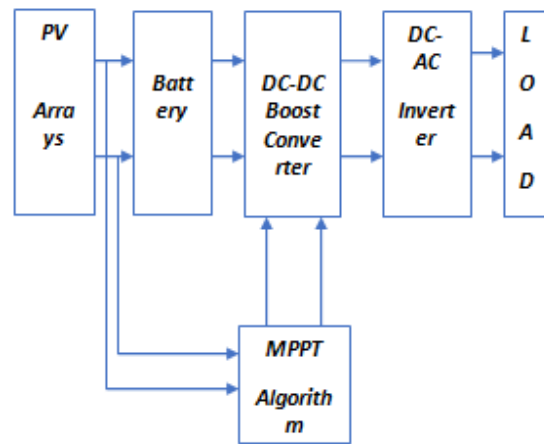 PV
Arra
ys
Batt
ery
DC-DC
Boost
Conve
rter
DC-
AC
Invert
er
L
O
A
D
MPPT
Algorith
m